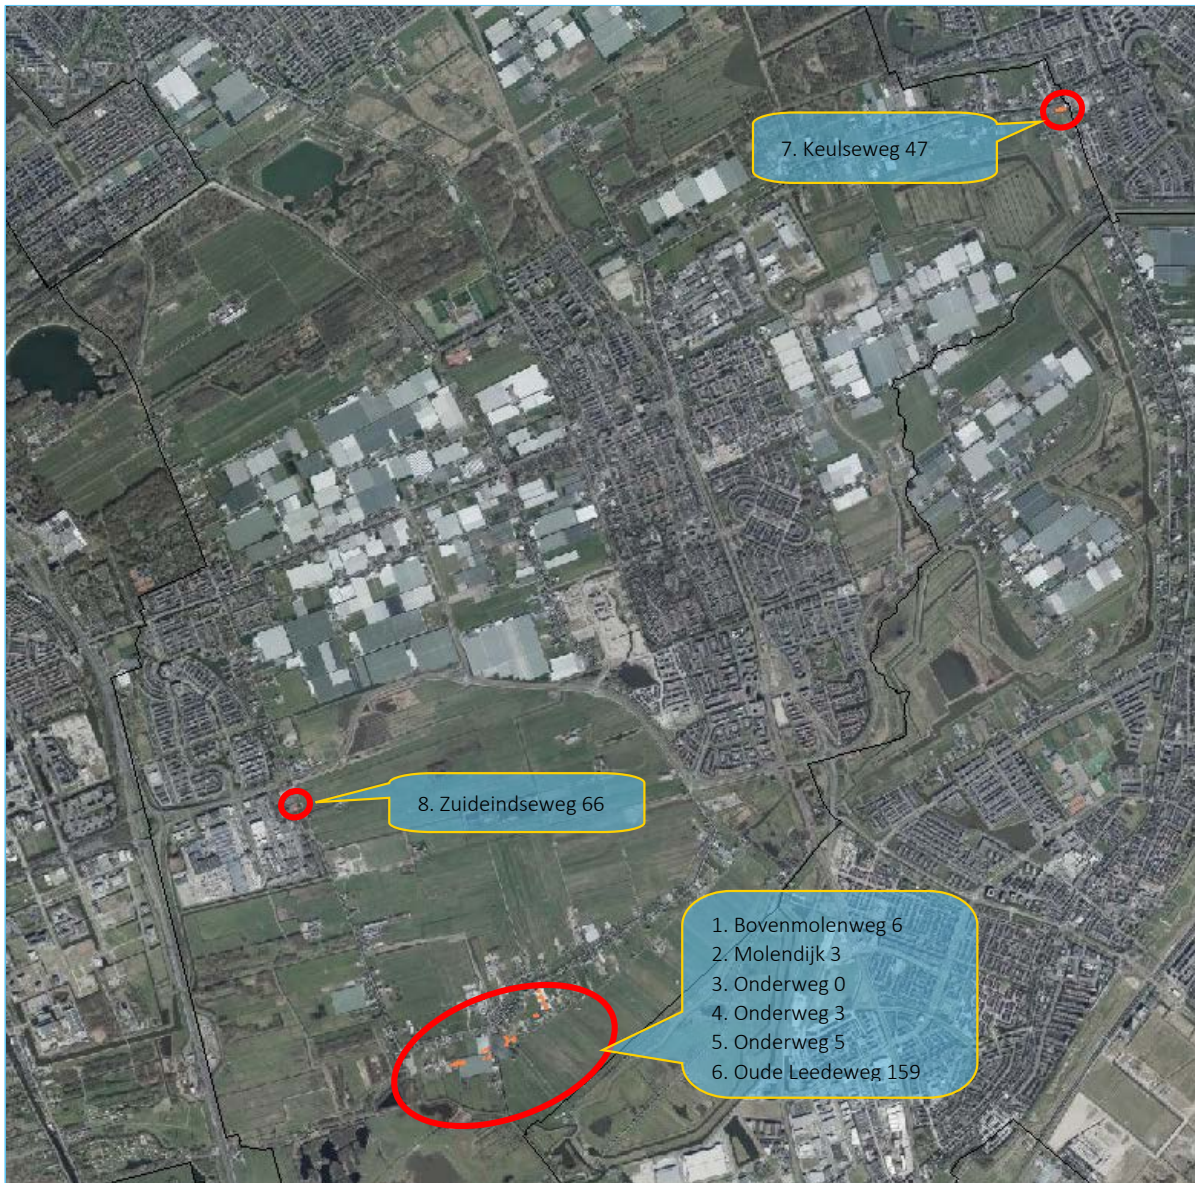 7. Keulseweg 47
8. Zuideindseweg 66
1. Bovenmolenweg 6
2. Molendijk 3
3. Onderweg 0
4. Onderweg 3
5. Onderweg 5
6. Oude Leedeweg 159